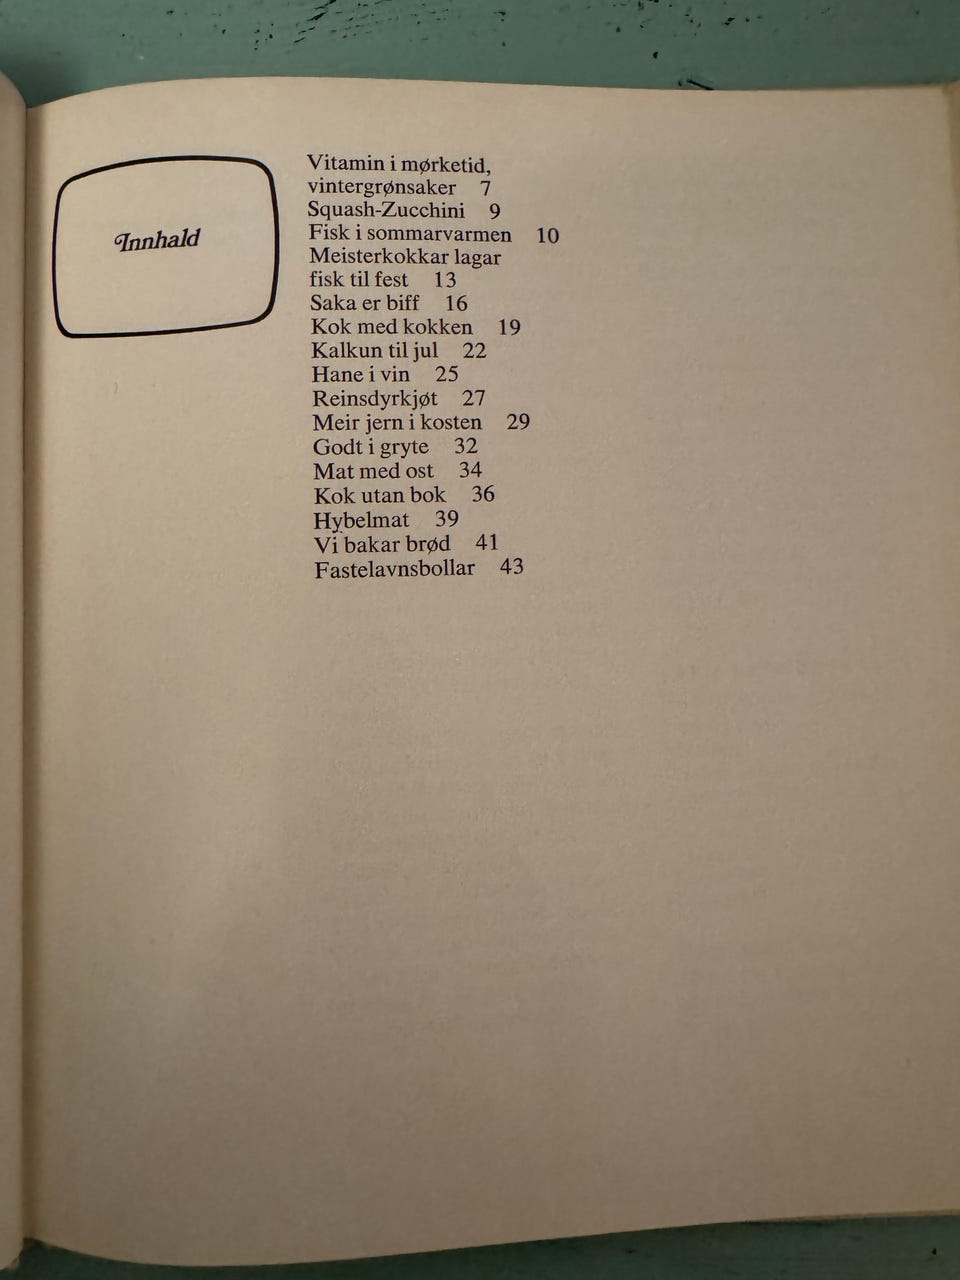 Innhald
Vitamin i mørketid,
vintergrønsaker 7
Squash-Zucchini 9
Fisk i sommarvarmen 10
Meisterkokkar lagar
fisk til fest 13
Saka er biff 16
Kok med kokken 19
Kalkun til jul 22
Hane i vin 25
Reinsdyrkjøt 27
Meir jern i kosten 29
Godt i gryte 32
Mat med ost 34
Kok utan bok 36
Hybelmat 39
Vi bakar brød 41
Fastelavnsbollar 43